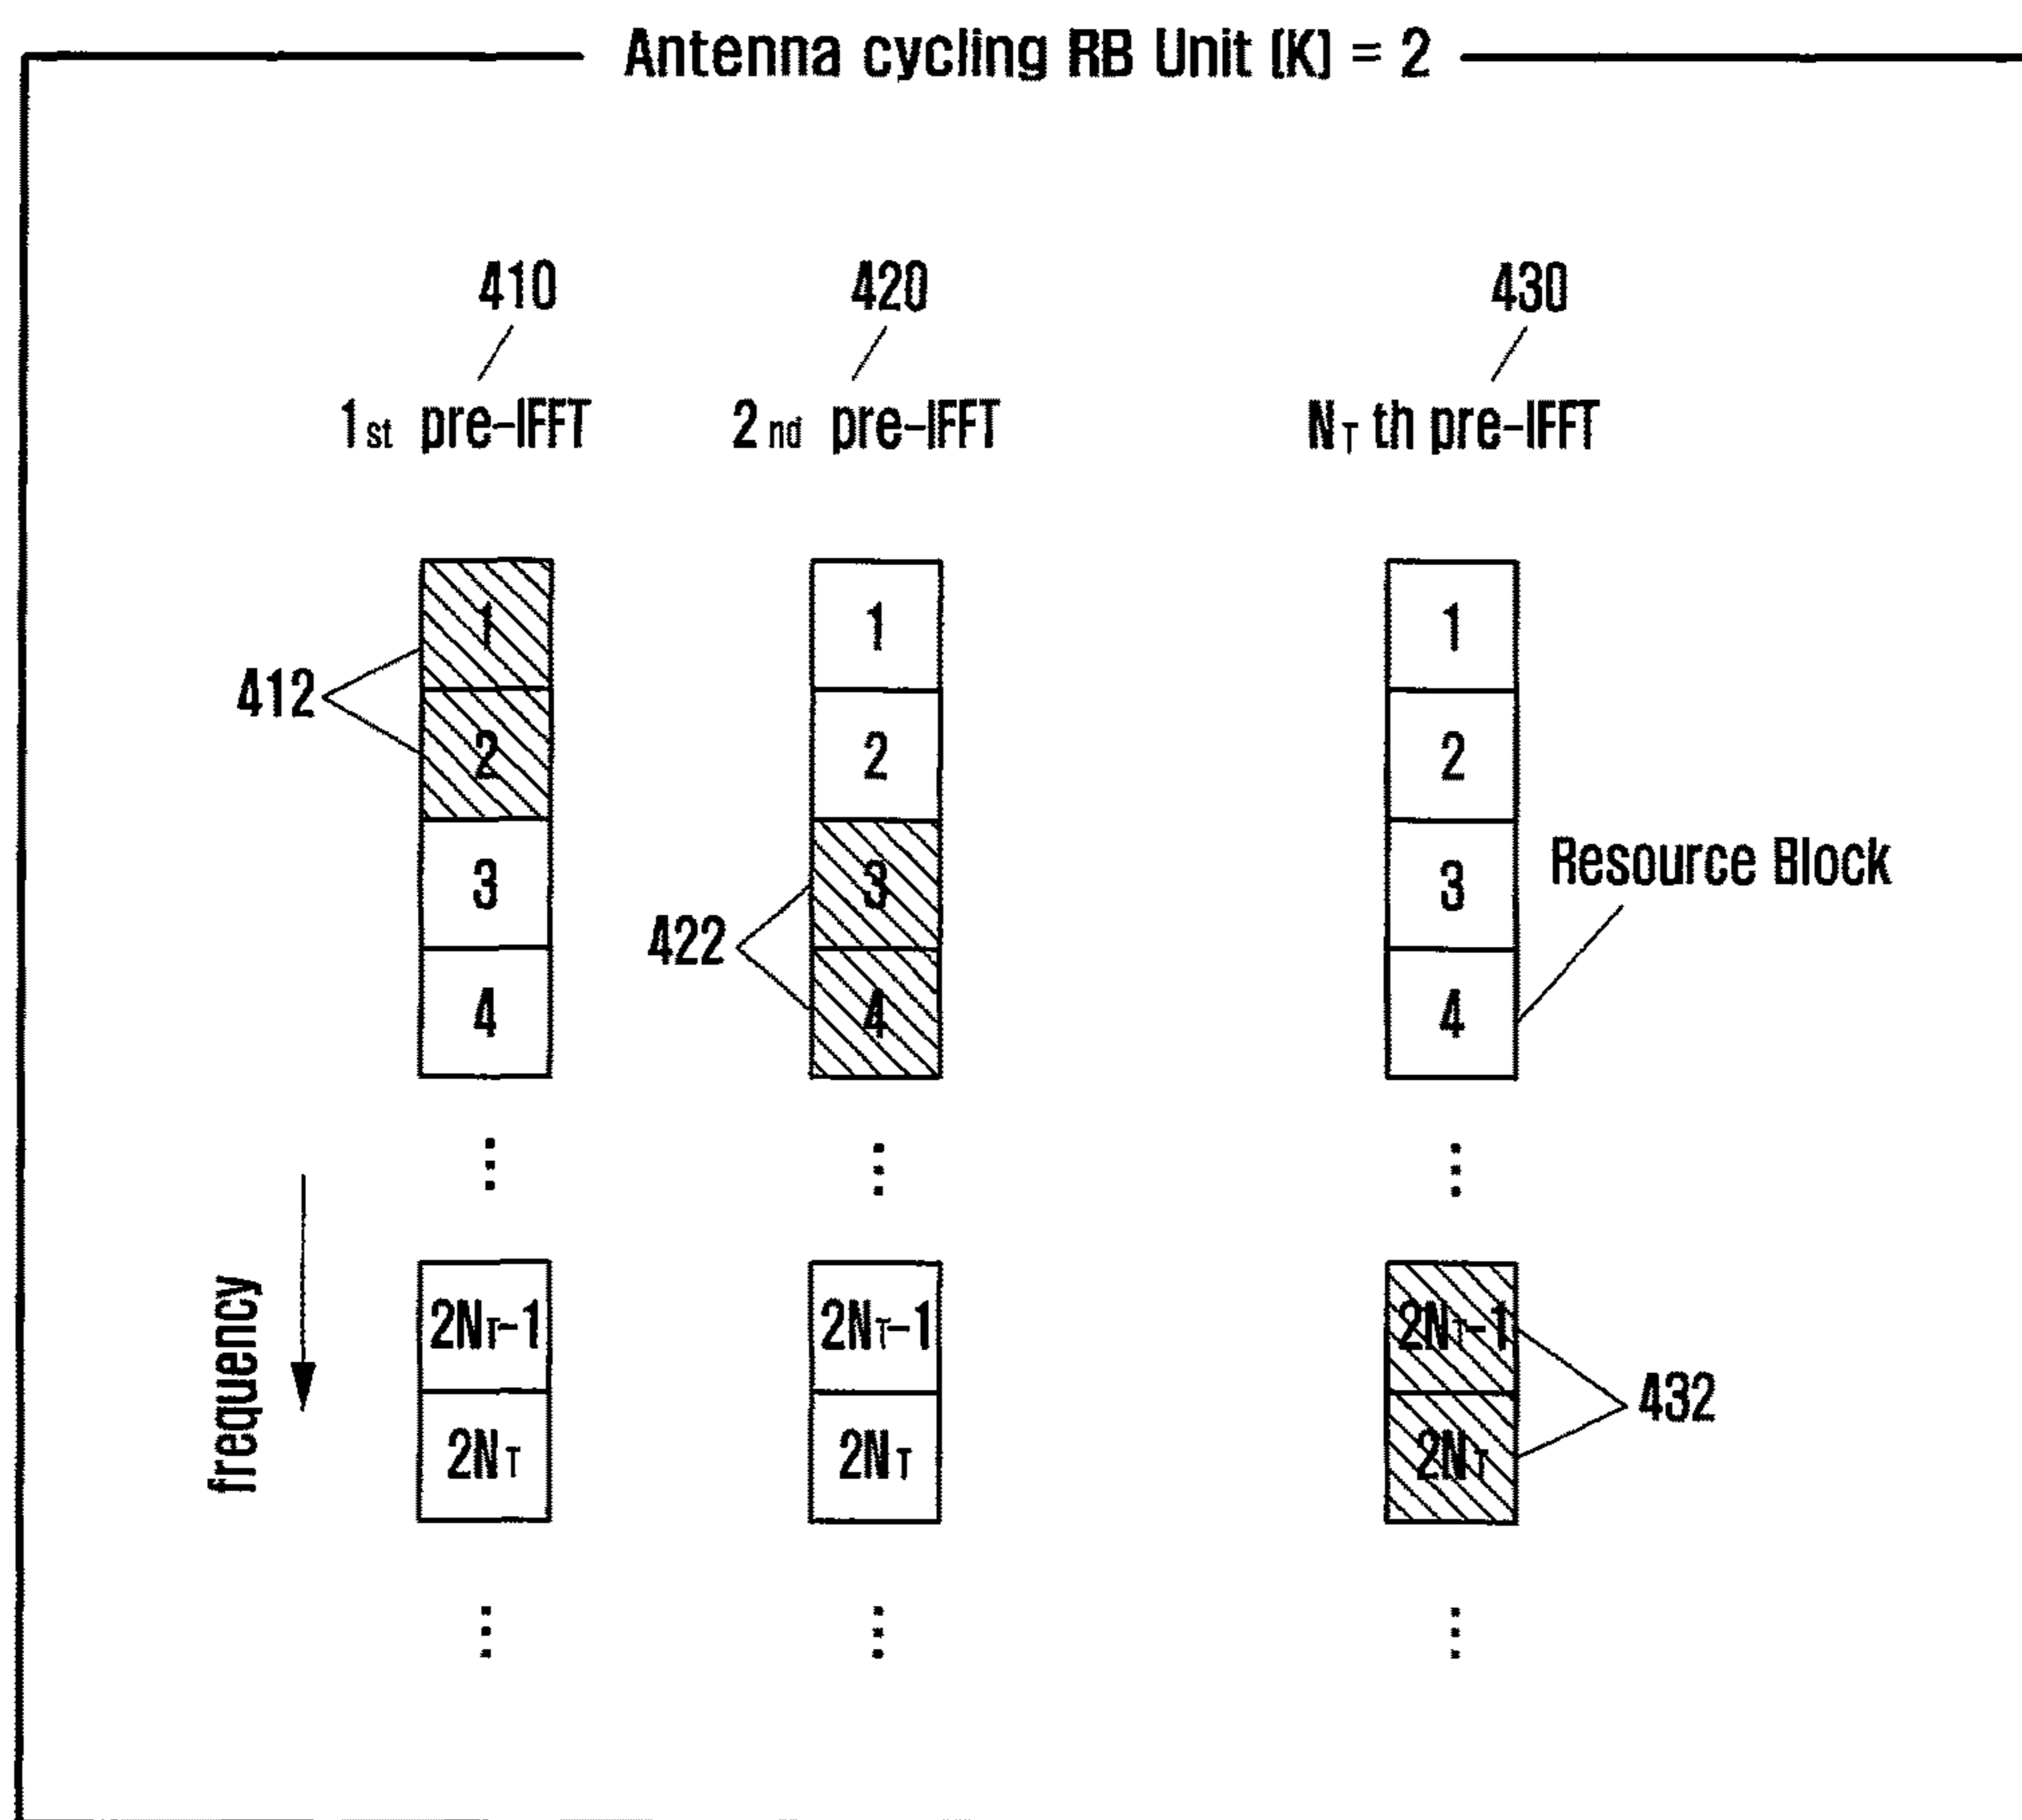 Antenna cycling RB Unit (K) = 2
410 420 430
1st pre-IFFT 2nd pre-IFFT NT th pre-IFFT
1 1 1
412
2 2 2
3 3 3
Resource Block
422
4 4 4
frequency
2NT-1 2NT-1 2NT-1
432
2NT 2NT 2NT